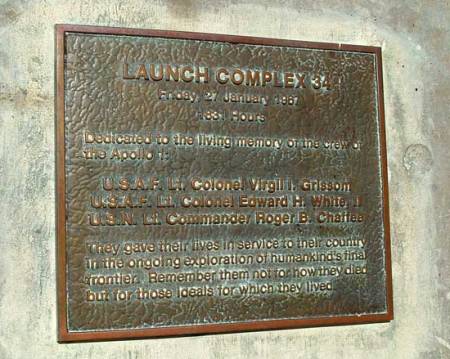 LAUNCH COMPLEX 34
Friday, 27 January 1967
1831 Hours
Dedicated to the living memory of the crew of
the Apollo 1:
U.S.A.F. Lt. Colonel Virgil I. Grissom
U.S.A.F. Lt. Colonel Edward H. White, II
U.S.N. Lt. Commander Roger B. Chaffee
They gave their lives in service to their country
in the ongoing exploration of humankind's final
frontier. Remember them not for how they died
but for those ideals for which they lived.